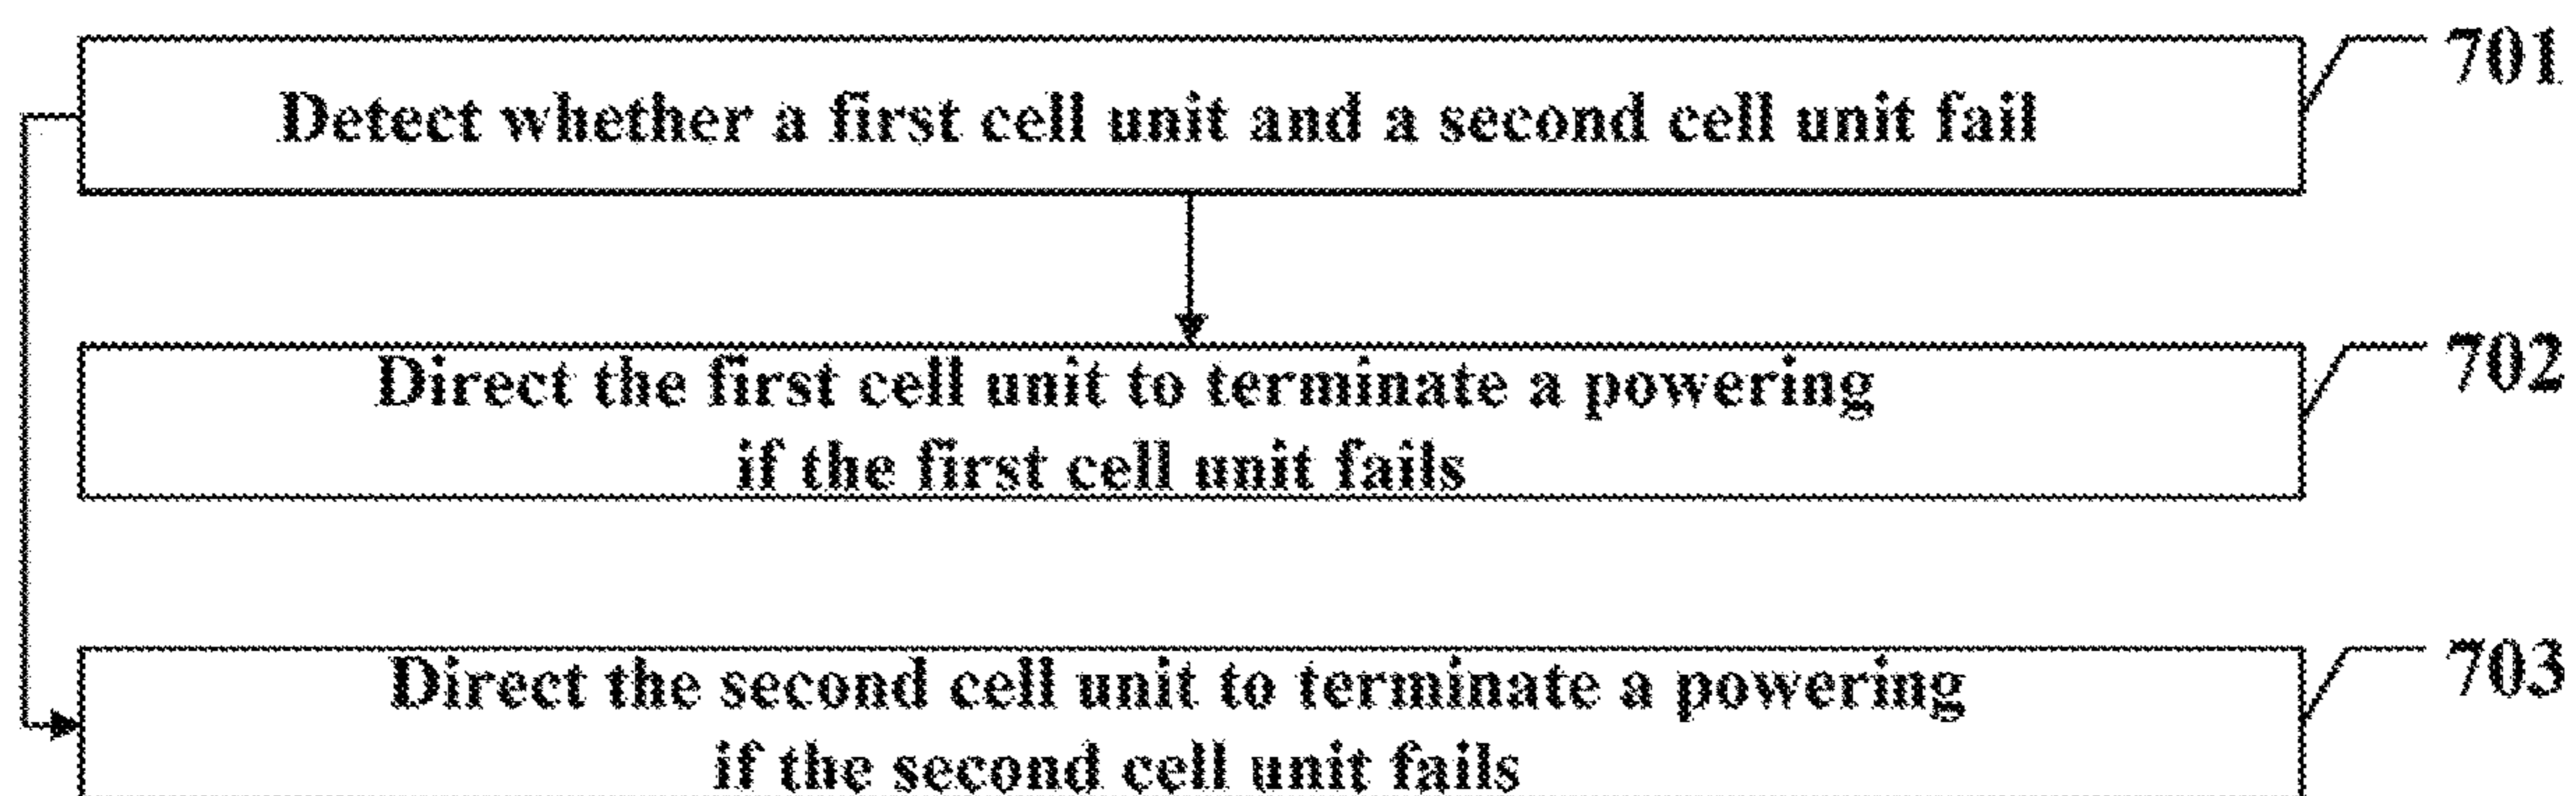 701
Detect whether a first cell unit and a second cell unit fail
702
Direct the first cell unit to terminate a powering
if the first cell unit fails
703
Direct the second cell unit to terminate a powering
if the second cell unit fails